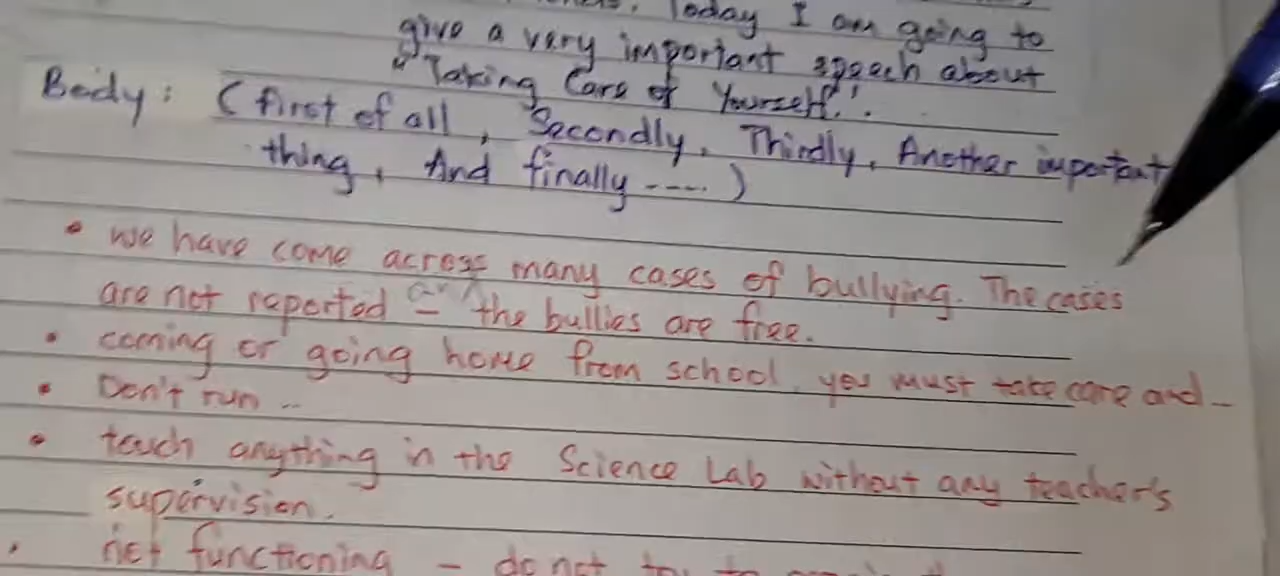 Today I am going to
give a very important speech about
"Taking Care of Yourself!'.
Body: (first of all, Secondly, Thirdly, Another important
thing, And finally ----- )
• we have come across many cases of bullying. The cases
are not reported – the bullies are free.
• coming or going home from school, you must take care and –
• Don't run ..
• touch anything in the Science Lab without any teacher's
supervision.
• not functioning – do not